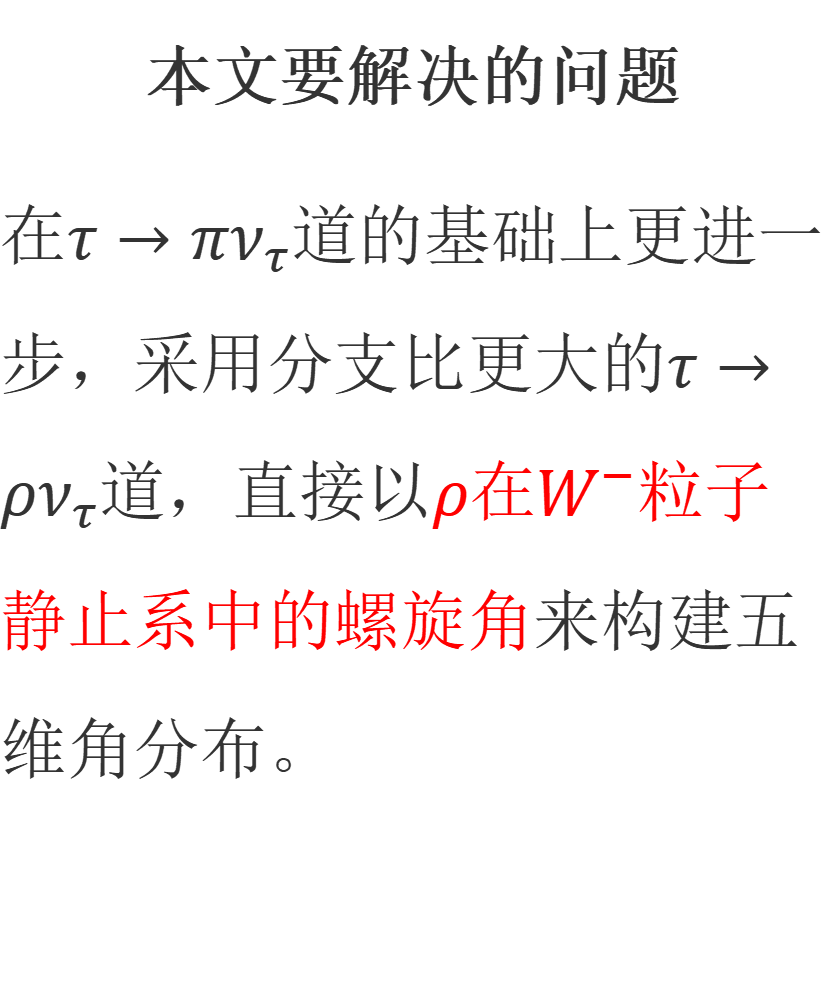 本文要解决的问题
在τ → πν_τ道的基础上更进一
步，采用分支比更大的τ →
ρν_τ道，直接以ρ在W⁻粒子
静止系中的螺旋角来构建五
维角分布。